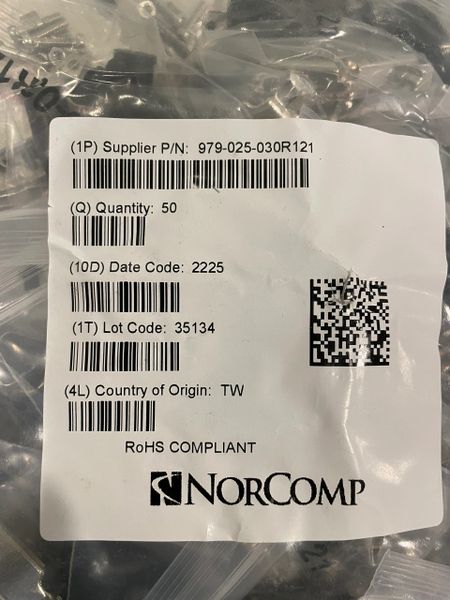 (1P) Supplier P/N: 979-025-030R121
(Q) Quantity: 50
(10D) Date Code: 2225
(1T) Lot Code: 35134
(4L) Country of Origin: TW
RoHS COMPLIANT
NORCOMP